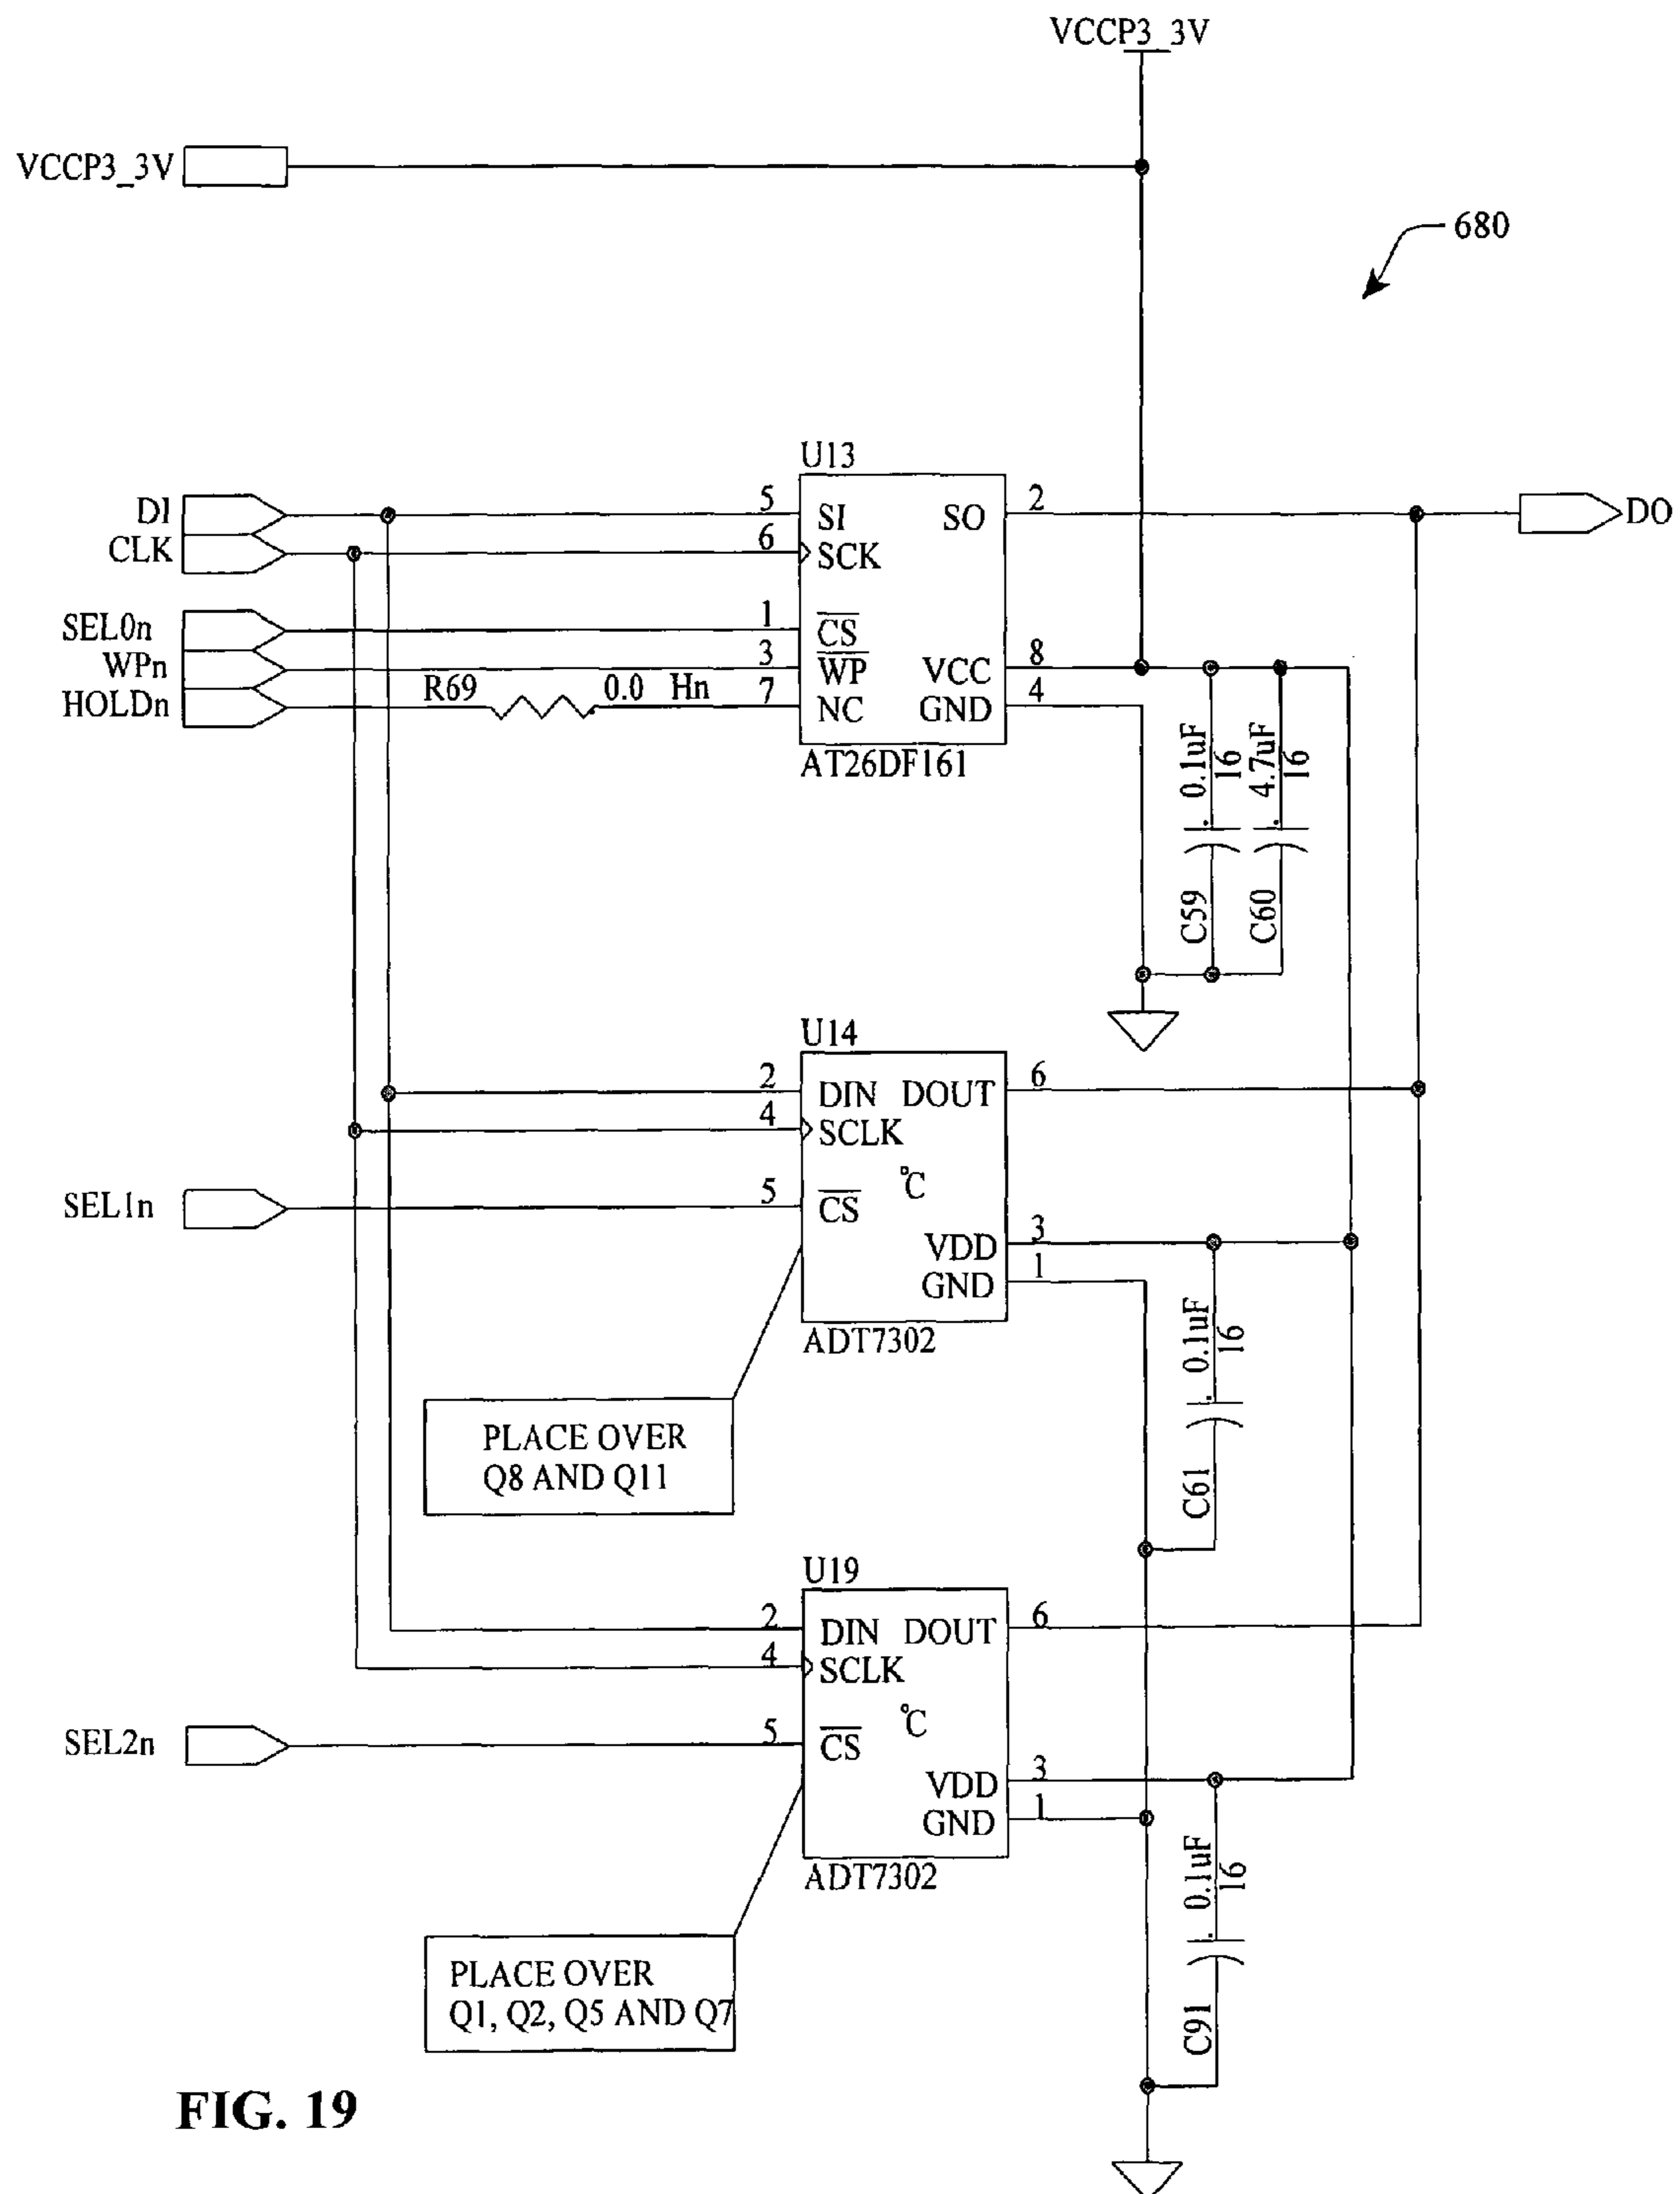 VCCP3_3V
VCCP3_3V
680
U13
DI
5
SI
SO
2
DO
CLK
6
SCK
SEL0n
1
CS
WPn
3
WP
VCC
8
HOLDn
R69
0.0
Hn
7
NC
GND
4
AT26DF161
0.1uF
16
4.7uF
16
C59
C60
U14
2
DIN
DOUT
6
4
SCLK
°C
SEL1n
5
CS
VDD
3
GND
1
ADT7302
0.1uF
16
C61
PLACE OVER
Q8 AND Q11
U19
2
DIN
DOUT
6
4
SCLK
°C
SEL2n
5
CS
VDD
3
GND
1
ADT7302
0.1uF
16
C91
PLACE OVER
Q1, Q2, Q5 AND Q7
FIG. 19